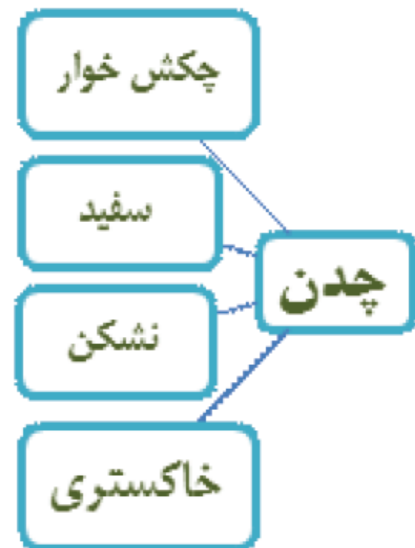 چدن
چکش خوار
سفید
نشکن
خاکستری